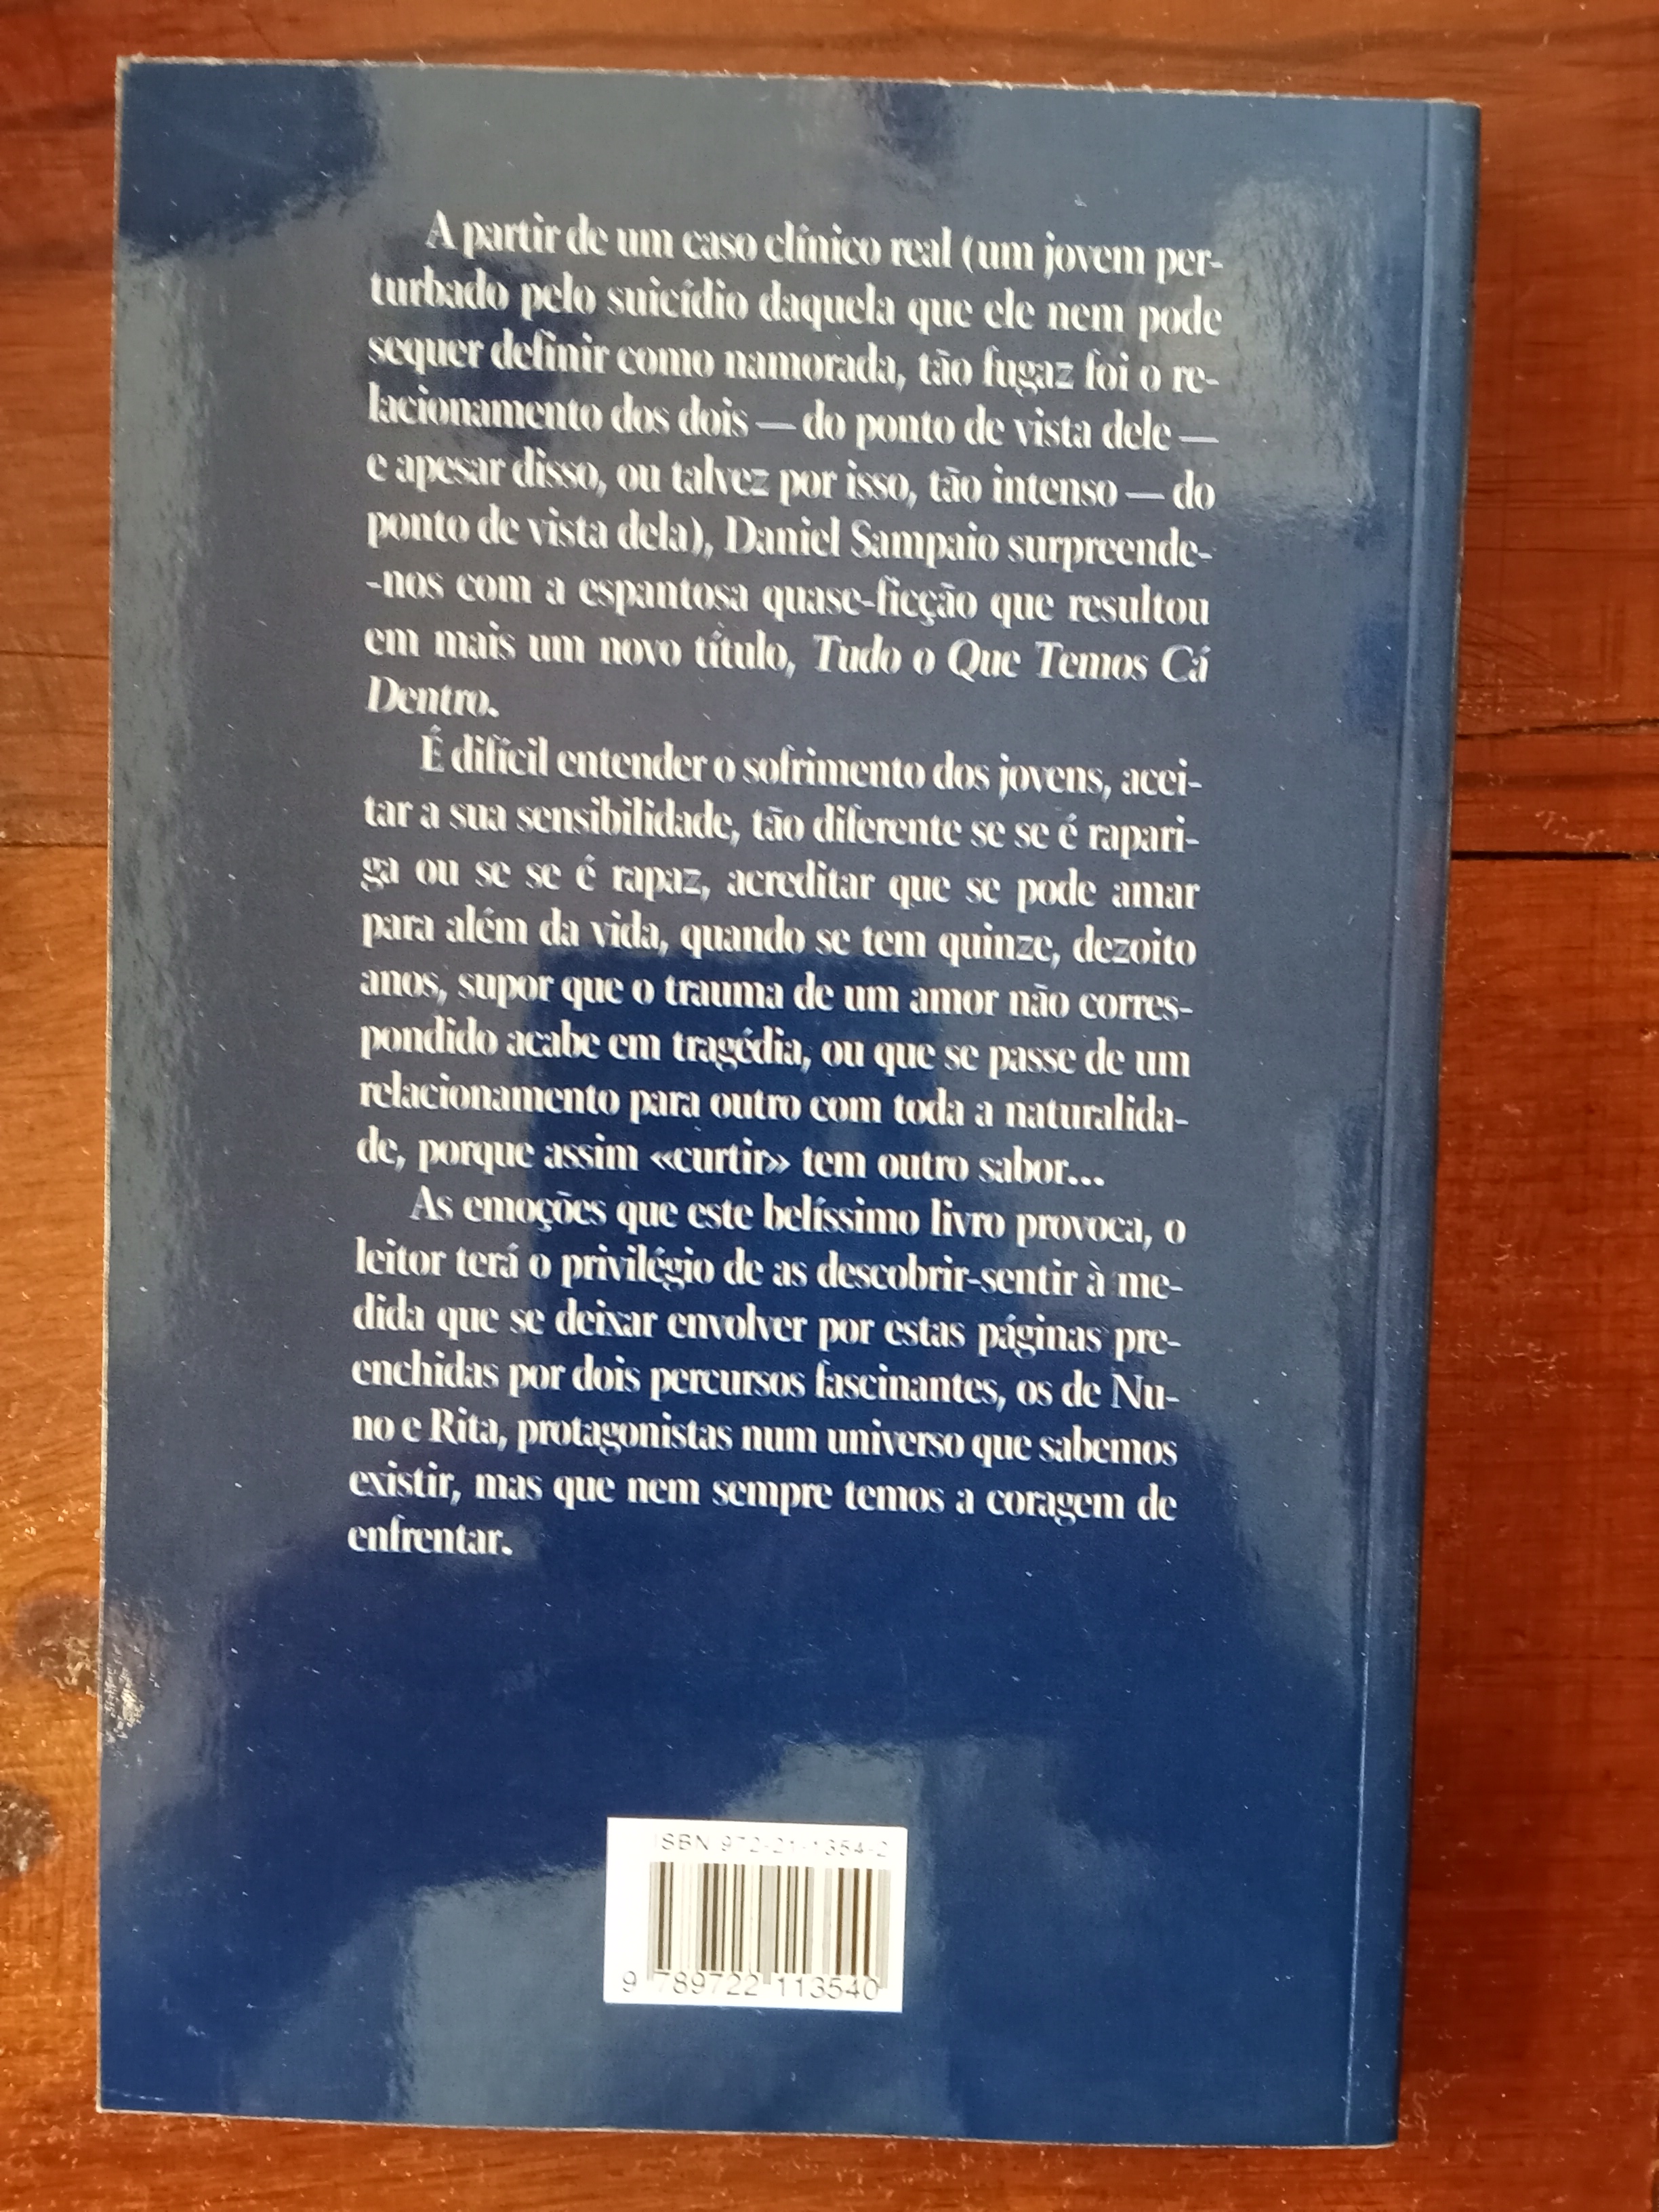 A partir de um caso clínico real (um jovem per-
turbado pelo suicídio daquela que ele nem pode
sequer definir como namorada, tão fugaz foi o re-
lacionamento dos dois — do ponto de vista dele —
e apesar disso, ou talvez por isso, tão intenso — do
ponto de vista dela), Daniel Sampaio surpreende-
-nos com a espantosa quase-ficção que resultou
em mais um novo título, Tudo o Que Temos Cá
Dentro.
É difícil entender o sofrimento dos jovens, acei-
tar a sua sensibilidade, tão diferente se se é rapari-
ga ou se se é rapaz, acreditar que se pode amar
para além da vida, quando se tem quinze, dezoito
anos, supor que o trauma de um amor não corres-
pondido acabe em tragédia, ou que se passe de um
relacionamento para outro com toda a naturalida-
de, porque assim «curtir» tem outro sabor...
As emoções que este belíssimo livro provoca, o
leitor terá o privilégio de as descobrir-sentir à me-
dida que se deixar envolver por estas páginas pre-
enchidas por dois percursos fascinantes, os de Nu-
no e Rita, protagonistas num universo que sabemos
existir, mas que nem sempre temos a coragem de
enfrentar.
ISBN 972-21-1354-2
9 789722 113540